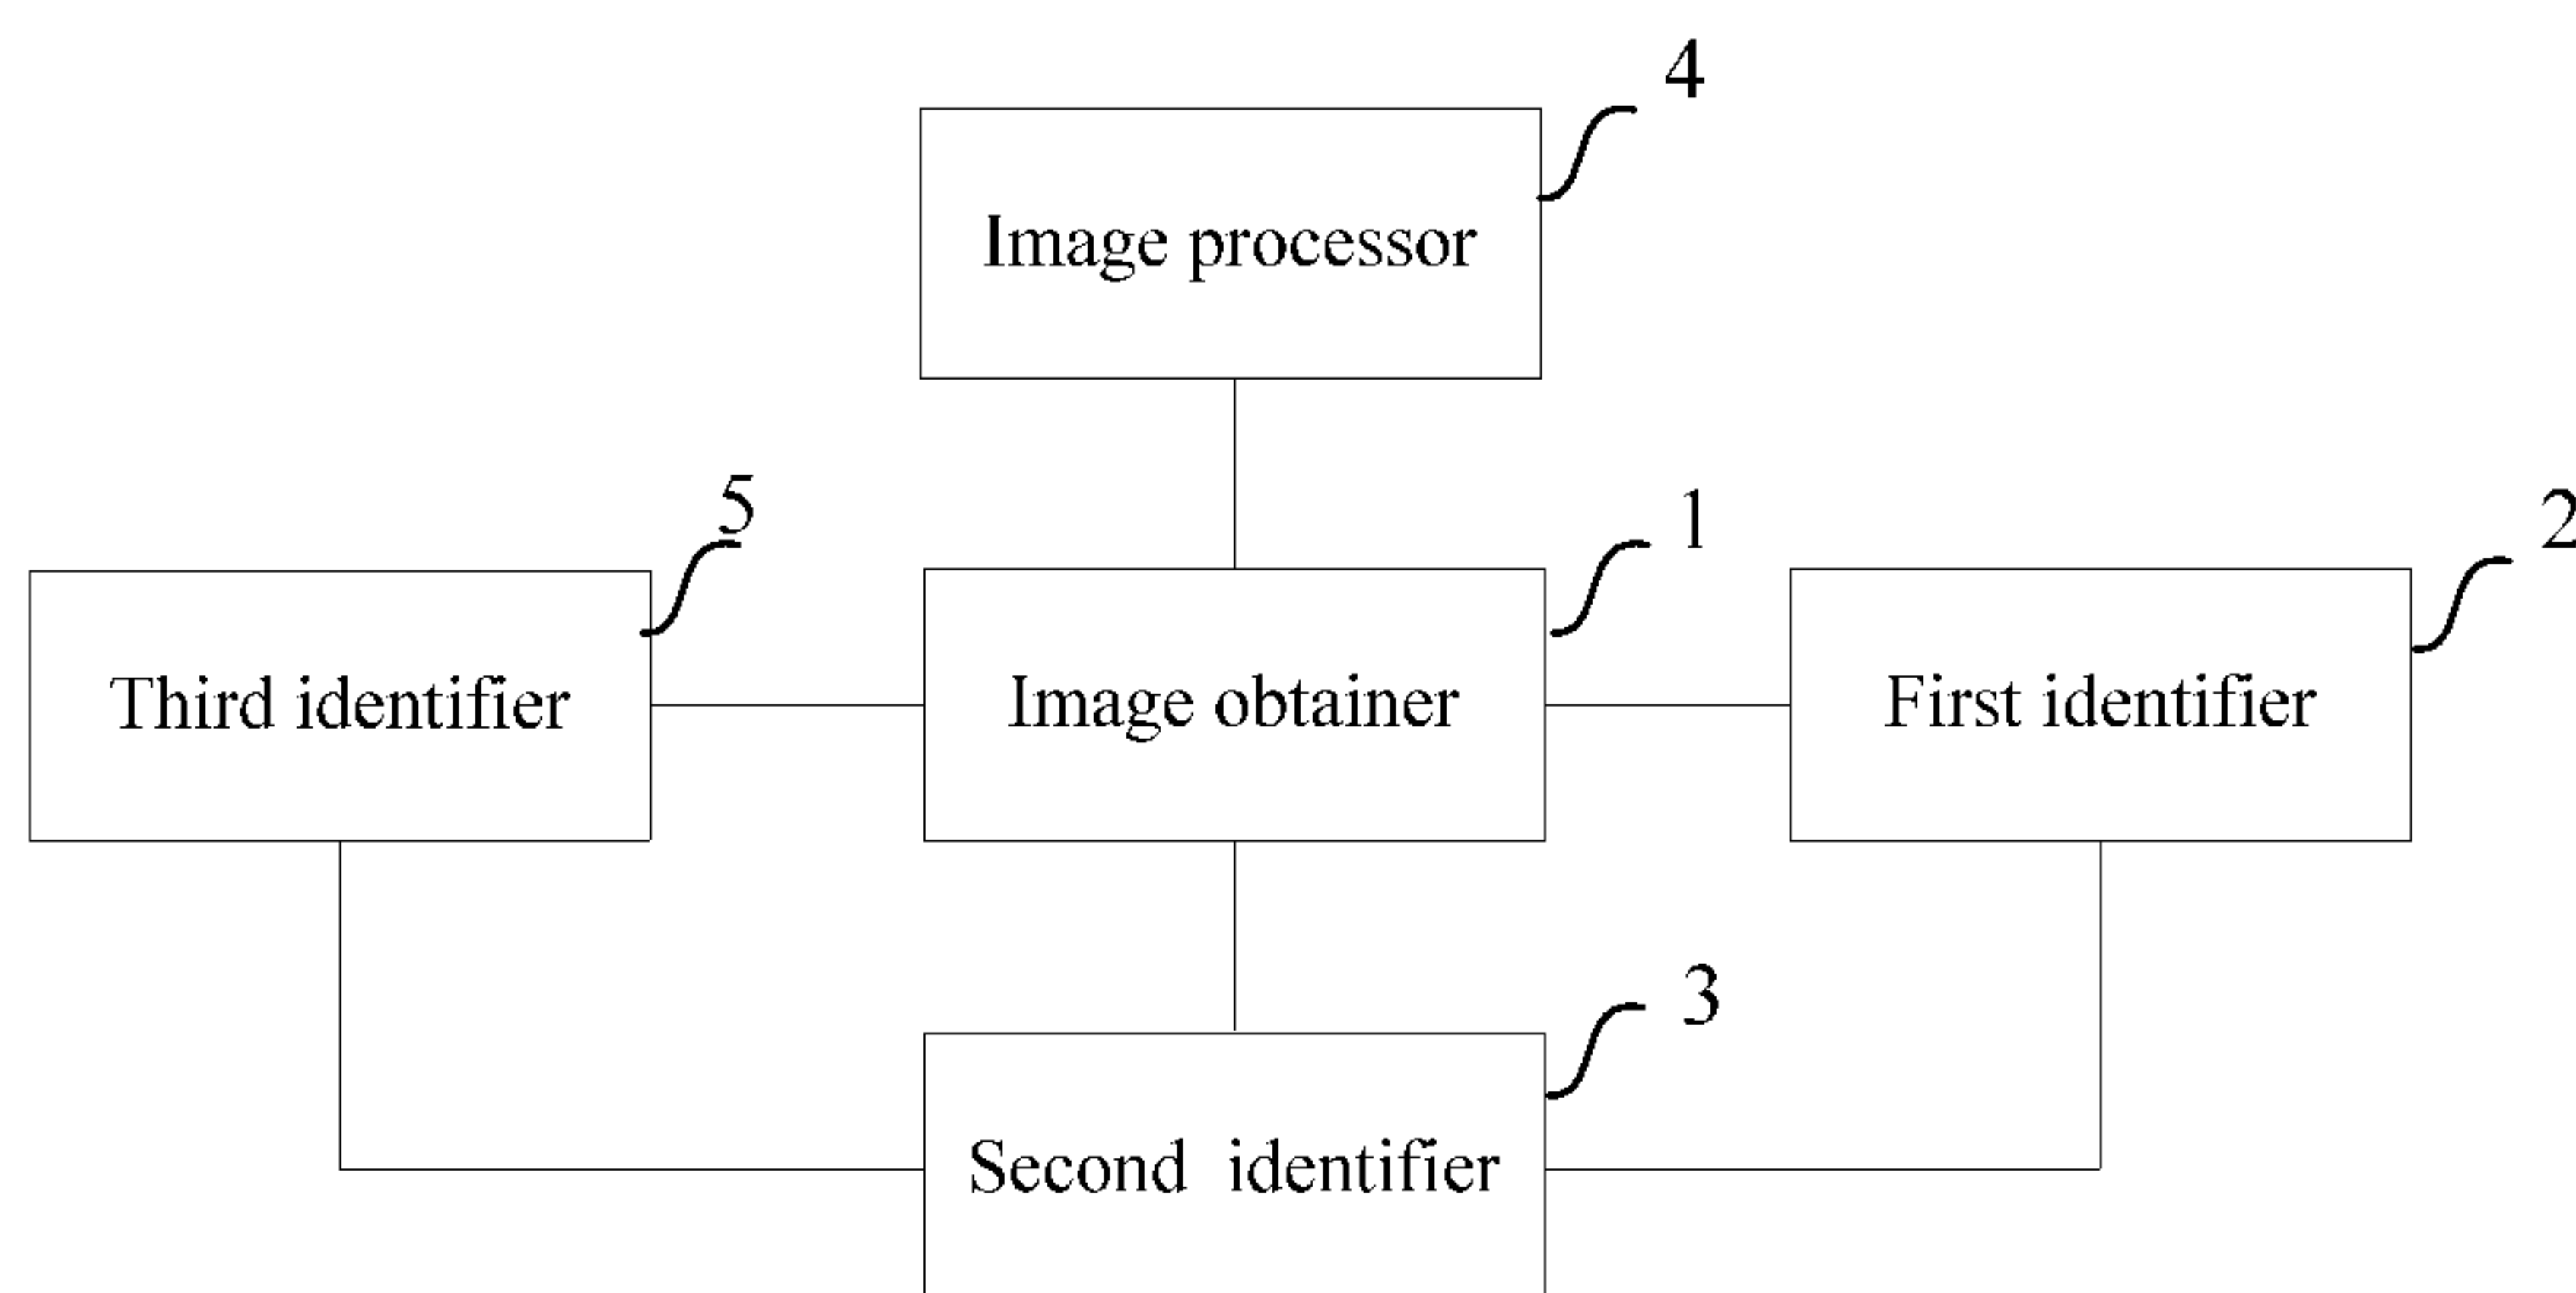 4
Image processor
5
1
2
Third identifier
Image obtainer
First identifier
3
Second identifier